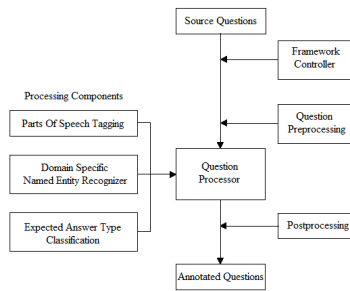 Source Questions
Framework
Controller
Processing Components
Parts Of Speech Tagging
Question
Preprocessing
Domain Specific
Named Entity Recognizer
Question
Processor
Expected Answer Type
Classification
Postprocessing
Annotated Questions